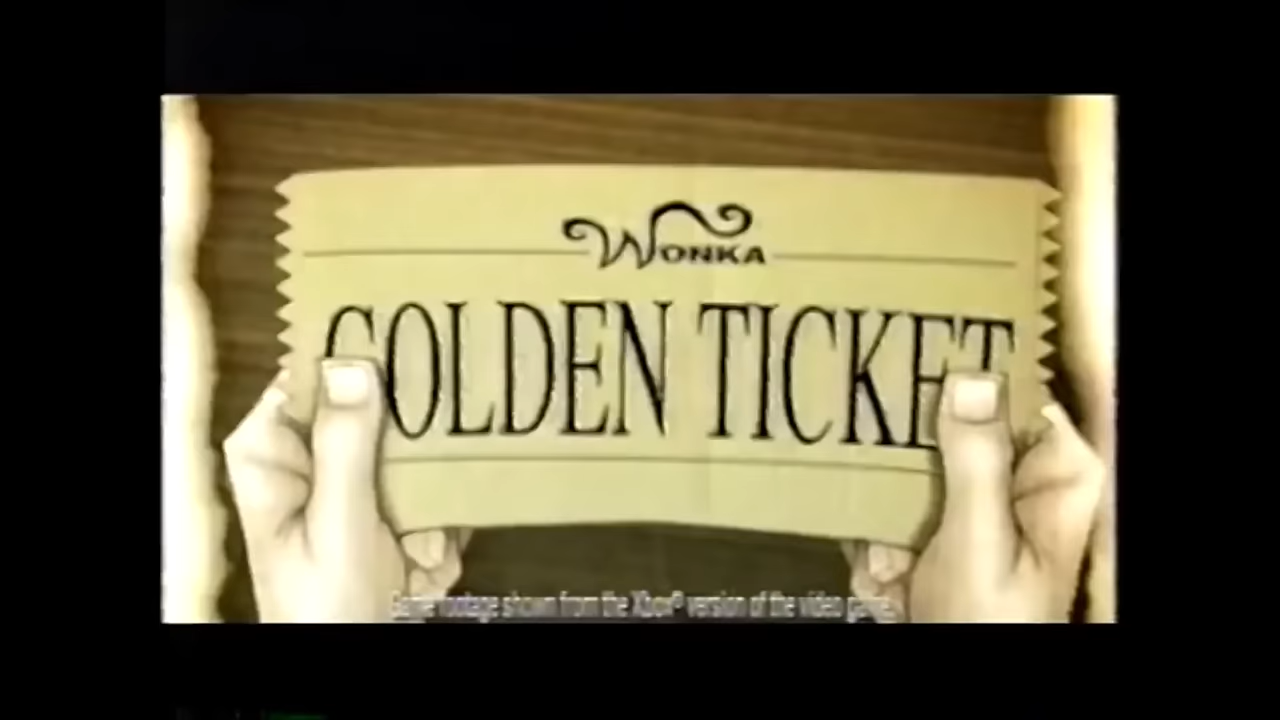 WONKA
GOLDEN TICKET
Game footage shown from the Xbox® version of the video game.